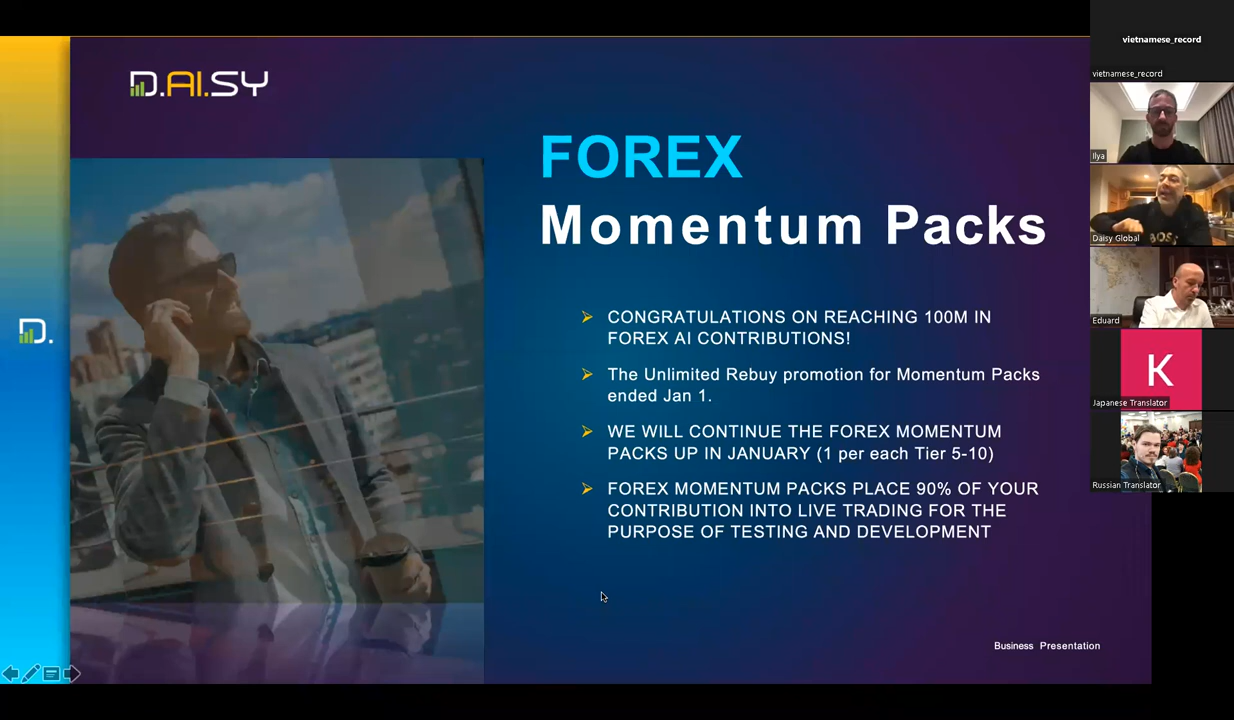 D.AI.SY
FOREX
Momentum Packs
CONGRATULATIONS ON REACHING 100M IN
FOREX AI CONTRIBUTIONS!
The Unlimited Rebuy promotion for Momentum Packs
ended Jan 1.
WE WILL CONTINUE THE FOREX MOMENTUM
PACKS UP IN JANUARY (1 per each Tier 5-10)
FOREX MOMENTUM PACKS PLACE 90% OF YOUR
CONTRIBUTION INTO LIVE TRADING FOR THE
PURPOSE OF TESTING AND DEVELOPMENT
D.
Business Presentation
vietnamese_record
vietnamese_record
Ilya
BOSS
Daisy Global
Eduard
K
Japanese Translator
Russian Translator